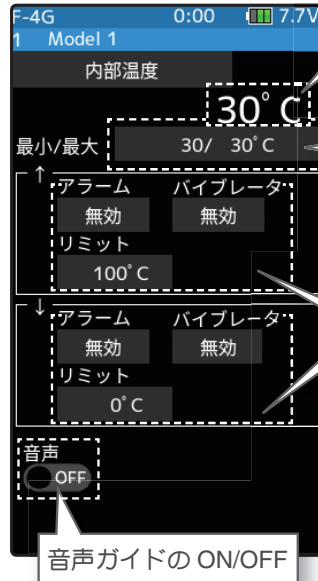 F-4G 0:00 7.7V
1 Model 1
内部温度
30°C
最小/最大 30/ 30°C
↑
アラーム バイブレータ
無効 無効
リミット
100°C
↓
アラーム バイブレータ
無効 無効
リミット
0°C
音声
OFF
音声ガイドの ON/OFF